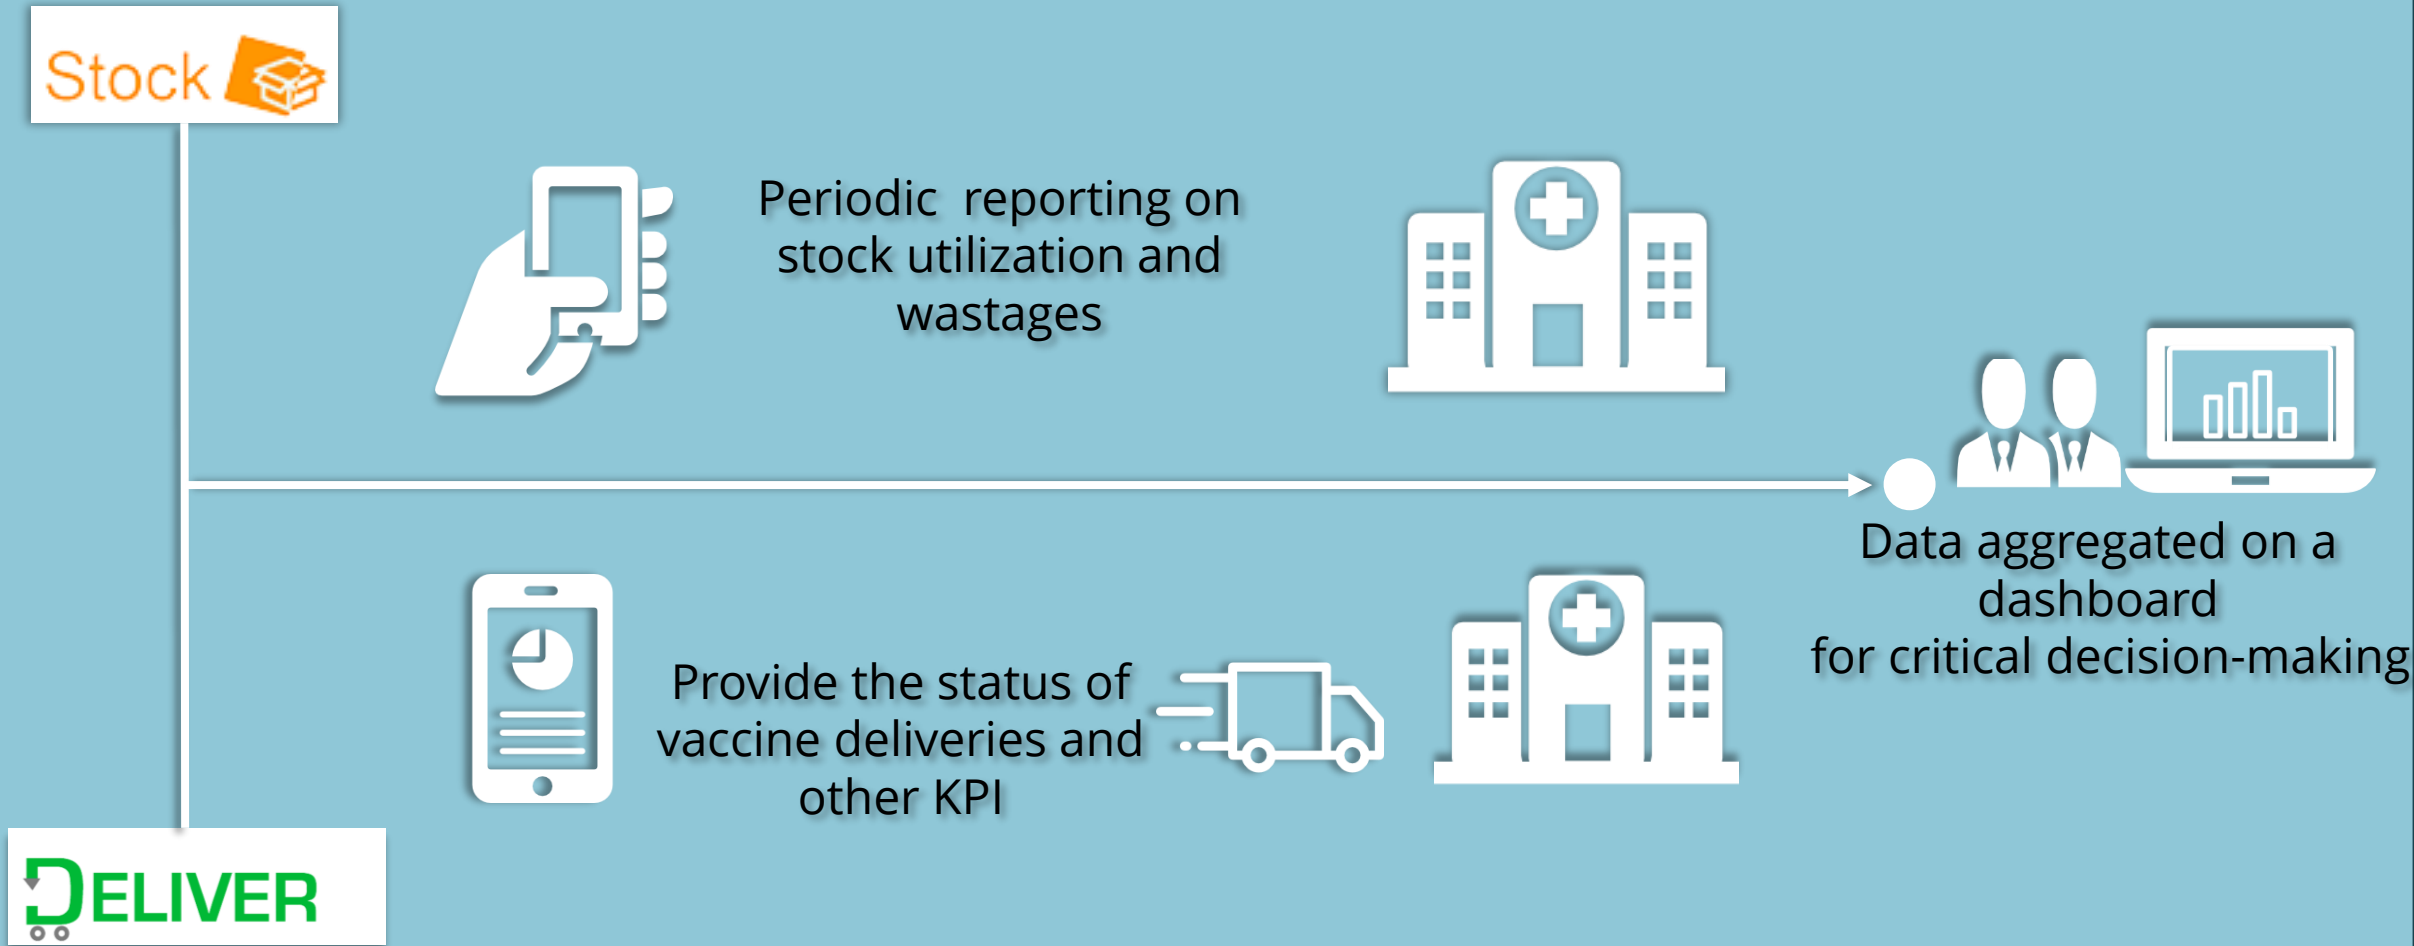 Stock
Periodic  reporting on
stock utilization and
wastages
Data aggregated on a
dashboard
for critical decision-making
Provide the status of
vaccine deliveries and
other KPI
DELIVER